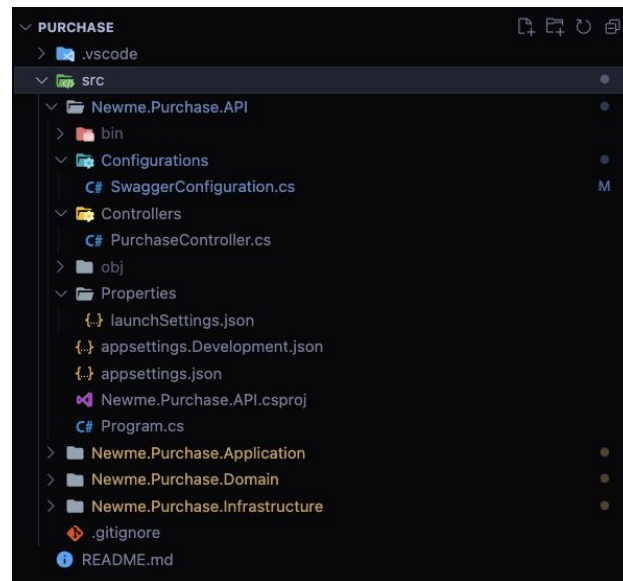 PURCHASE
.vscode
src
Newme.Purchase.API
bin
Configurations
C# SwaggerConfiguration.cs M
Controllers
C# PurchaseController.cs
obj
Properties
{..} launchSettings.json
{..} appsettings.Development.json
{..} appsettings.json
Newme.Purchase.API.csproj
C# Program.cs
Newme.Purchase.Application
Newme.Purchase.Domain
Newme.Purchase.Infrastructure
.gitignore
README.md